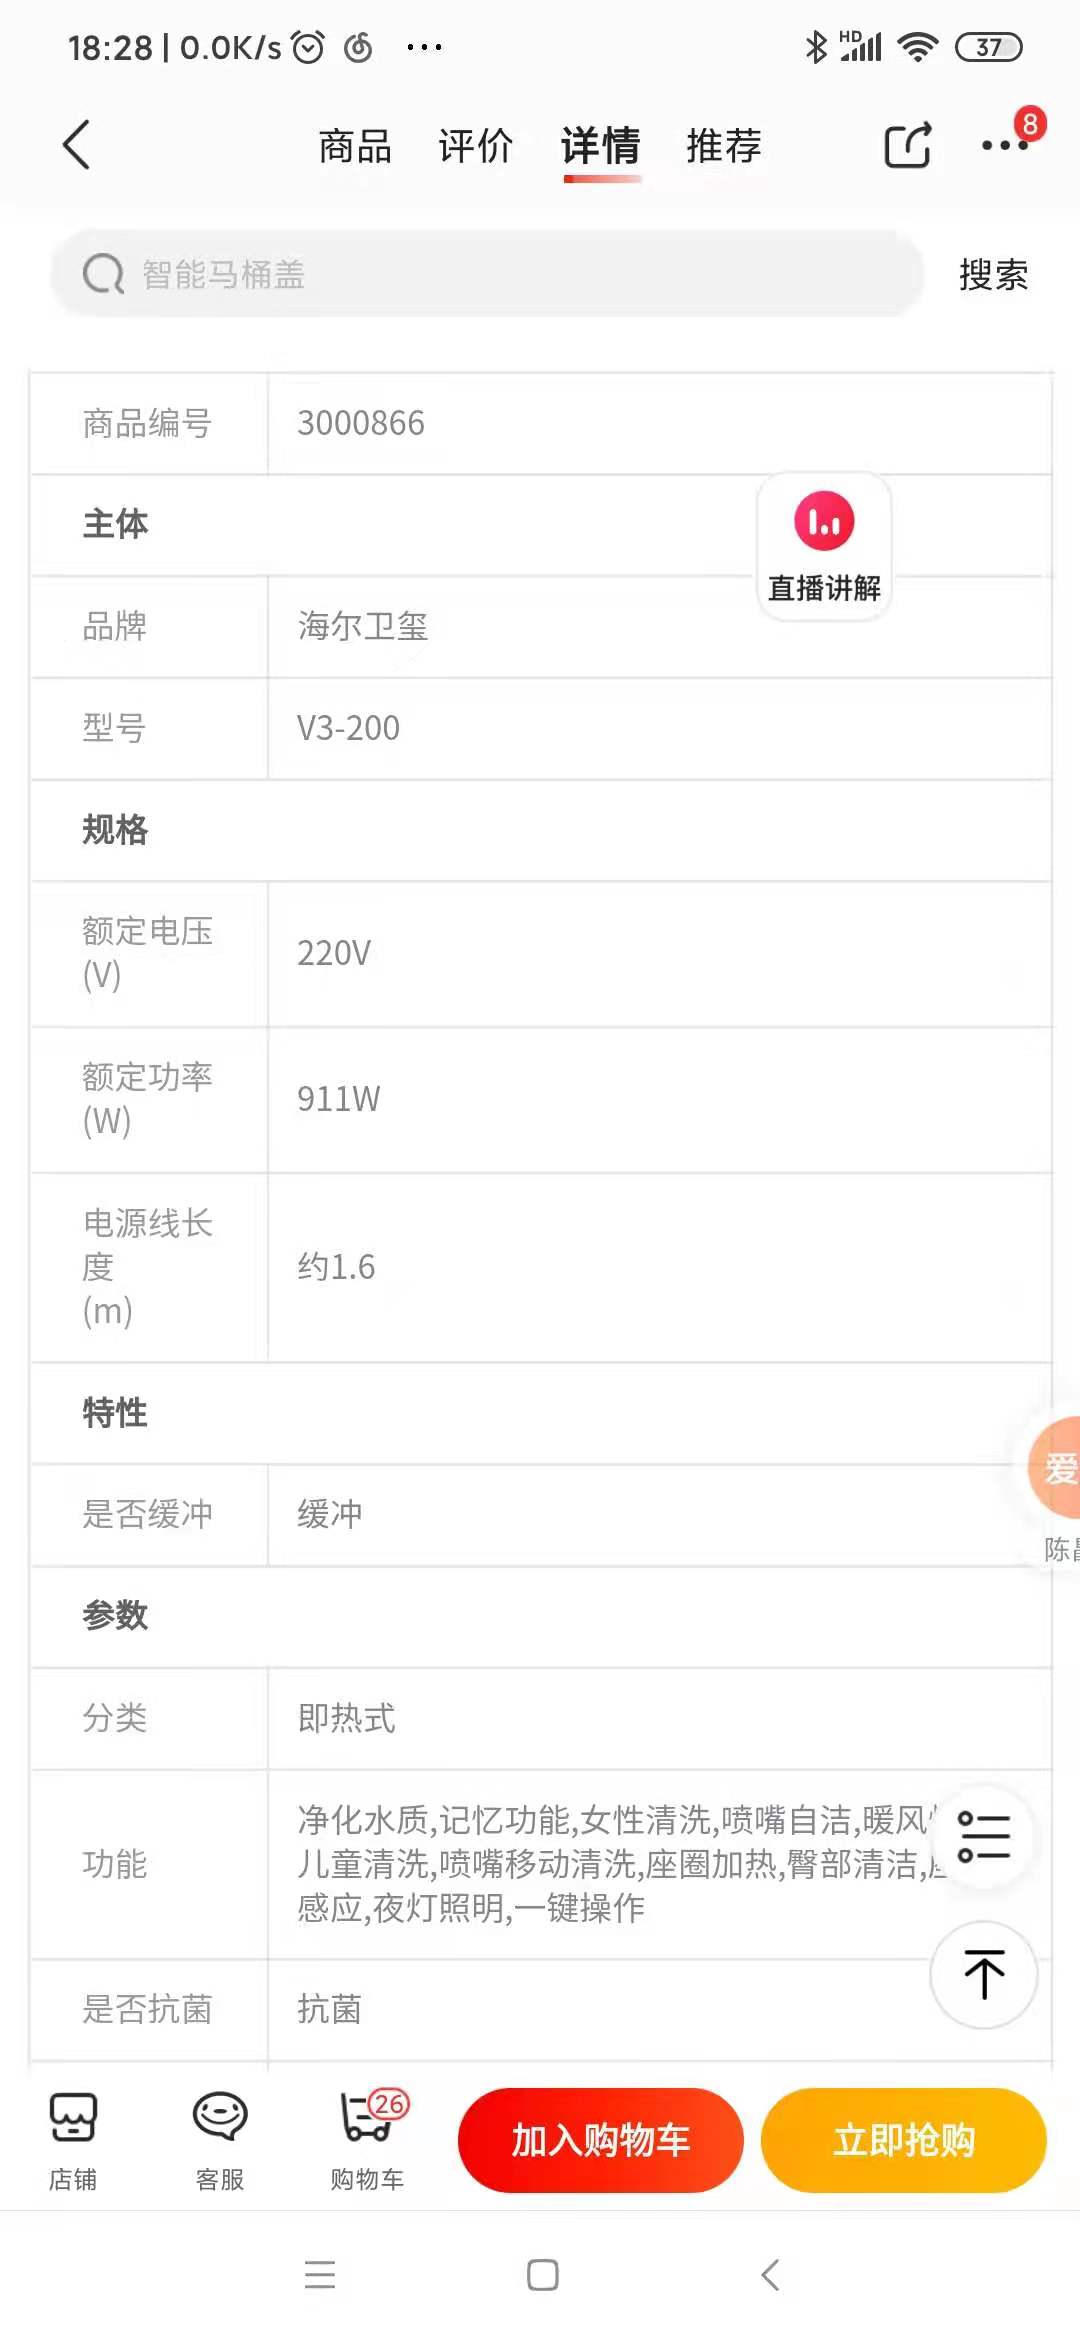 18:28 | 0.0K/s ...
HD 37
商品 评价 详情 推荐 8
智能马桶盖 搜索
商品编号 3000866
主体
直播讲解
品牌 海尔卫玺
型号 V3-200
规格
额定电压
(V)
220V
额定功率
(W)
911W
电源线长
度
(m)
约1.6
特性
爱
是否缓冲 缓冲
陈
参数
分类 即热式
功能
净化水质,记忆功能,女性清洗,喷嘴自洁,暖风
儿童清洗,喷嘴移动清洗,座圈加热,臀部清洁,
感应,夜灯照明,一键操作
是否抗菌 抗菌
店铺 客服 购物车 26 加入购物车 立即抢购